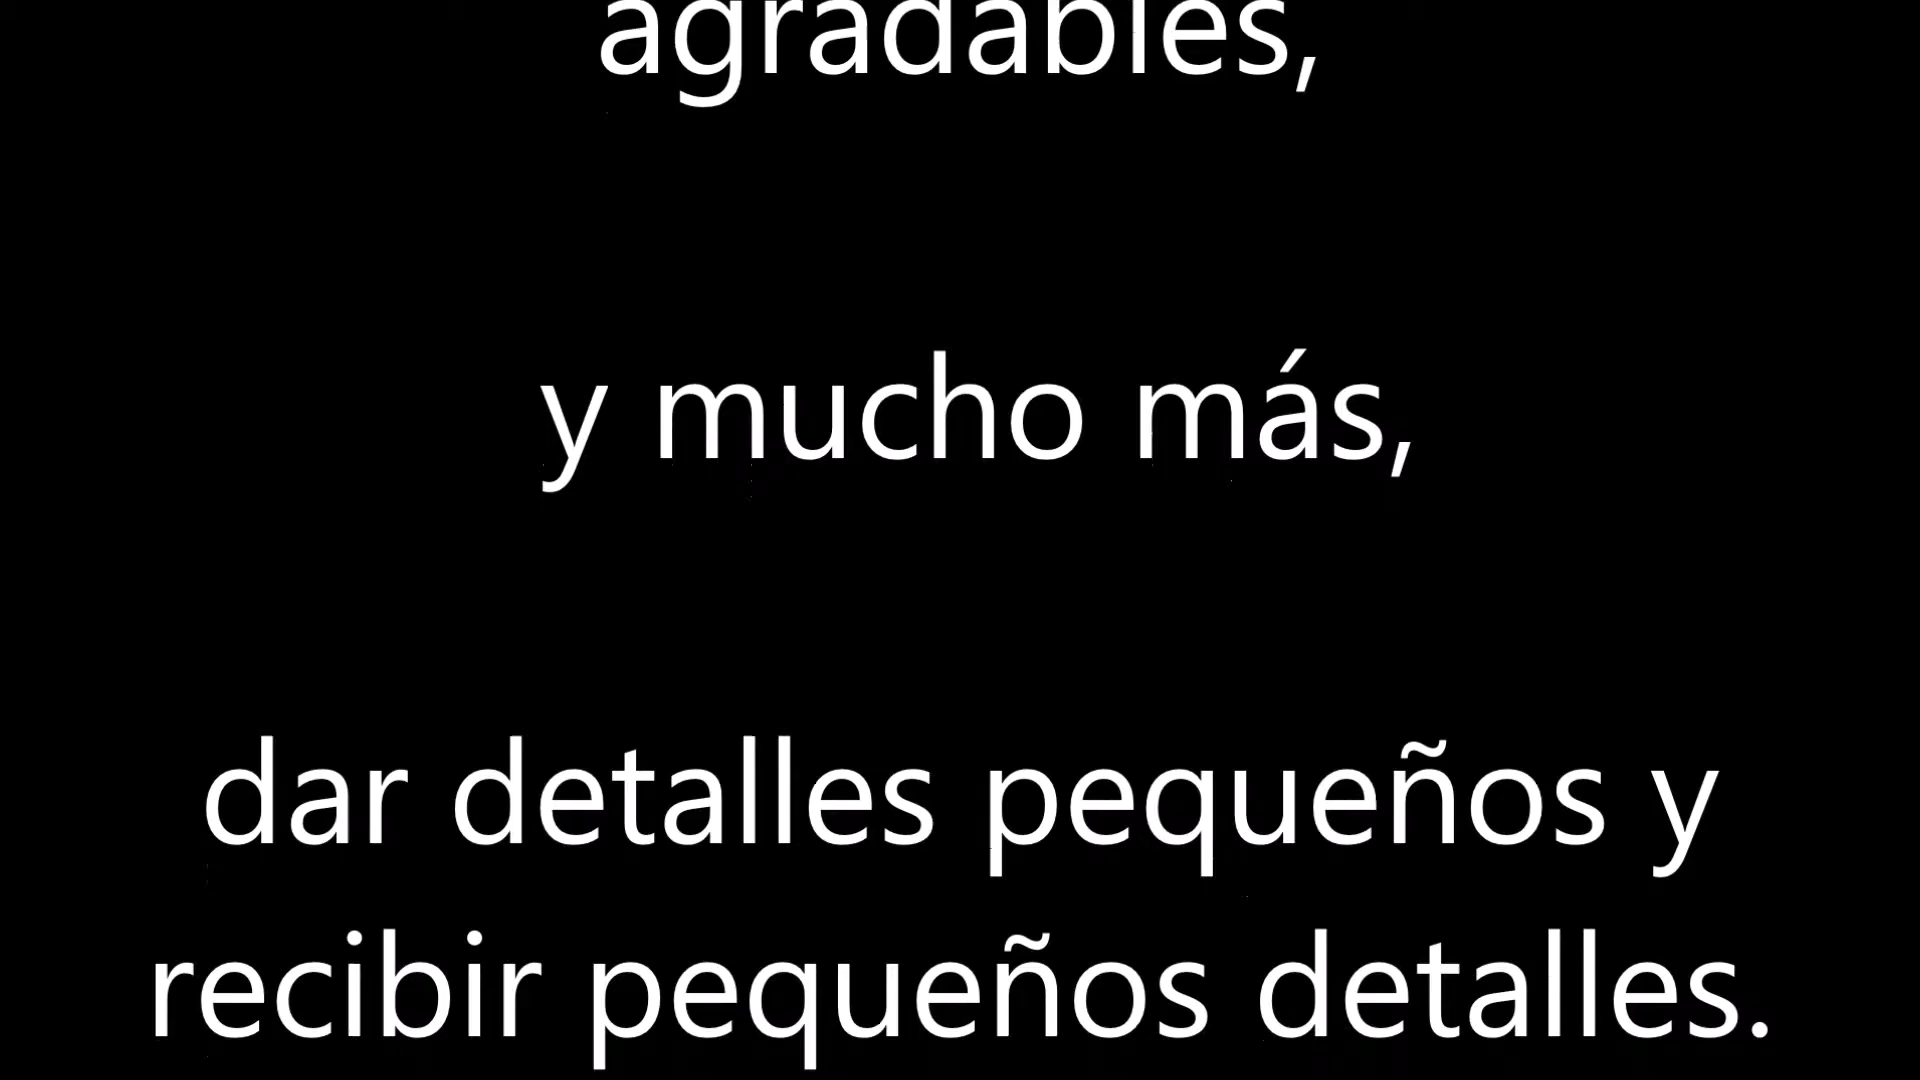 agradables,
y mucho más,
dar detalles pequeños y
recibir pequeños detalles.